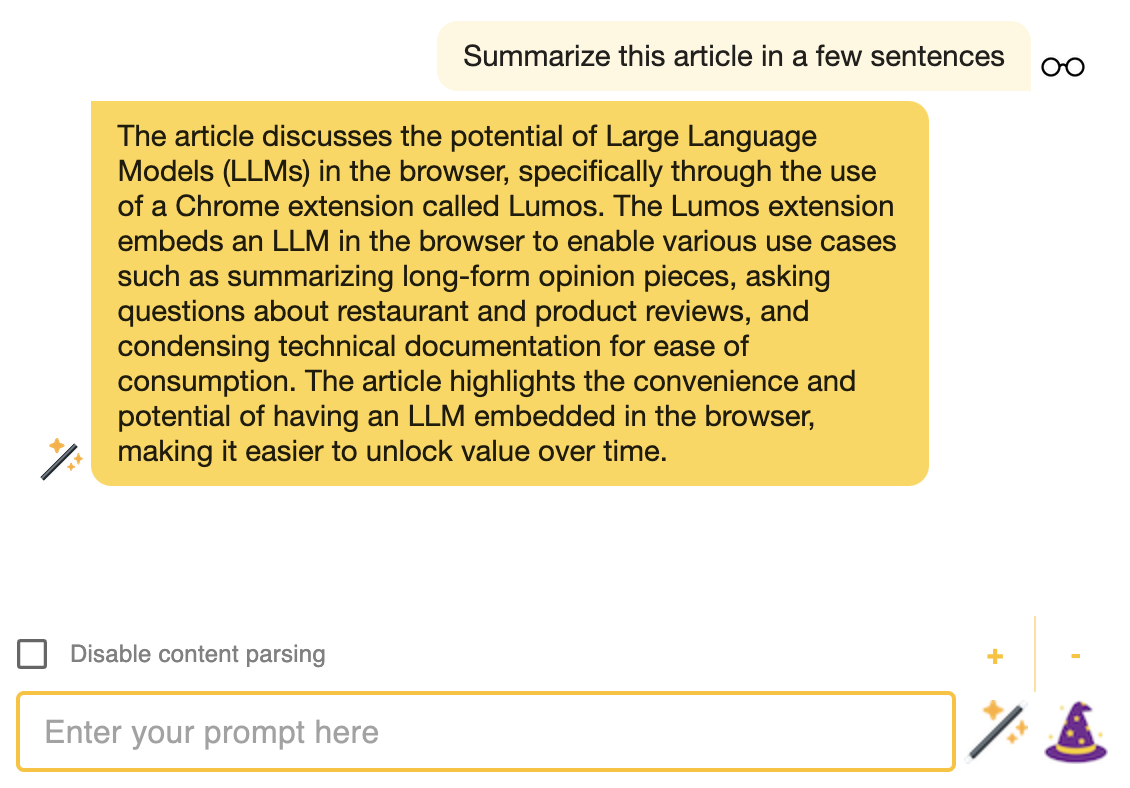 Summarize this article in a few sentences
The article discusses the potential of Large Language
Models (LLMs) in the browser, specifically through the use
of a Chrome extension called Lumos. The Lumos extension
embeds an LLM in the browser to enable various use cases
such as summarizing long-form opinion pieces, asking
questions about restaurant and product reviews, and
condensing technical documentation for ease of
consumption. The article highlights the convenience and
potential of having an LLM embedded in the browser,
making it easier to unlock value over time.
Disable content parsing
+ -
Enter your prompt here